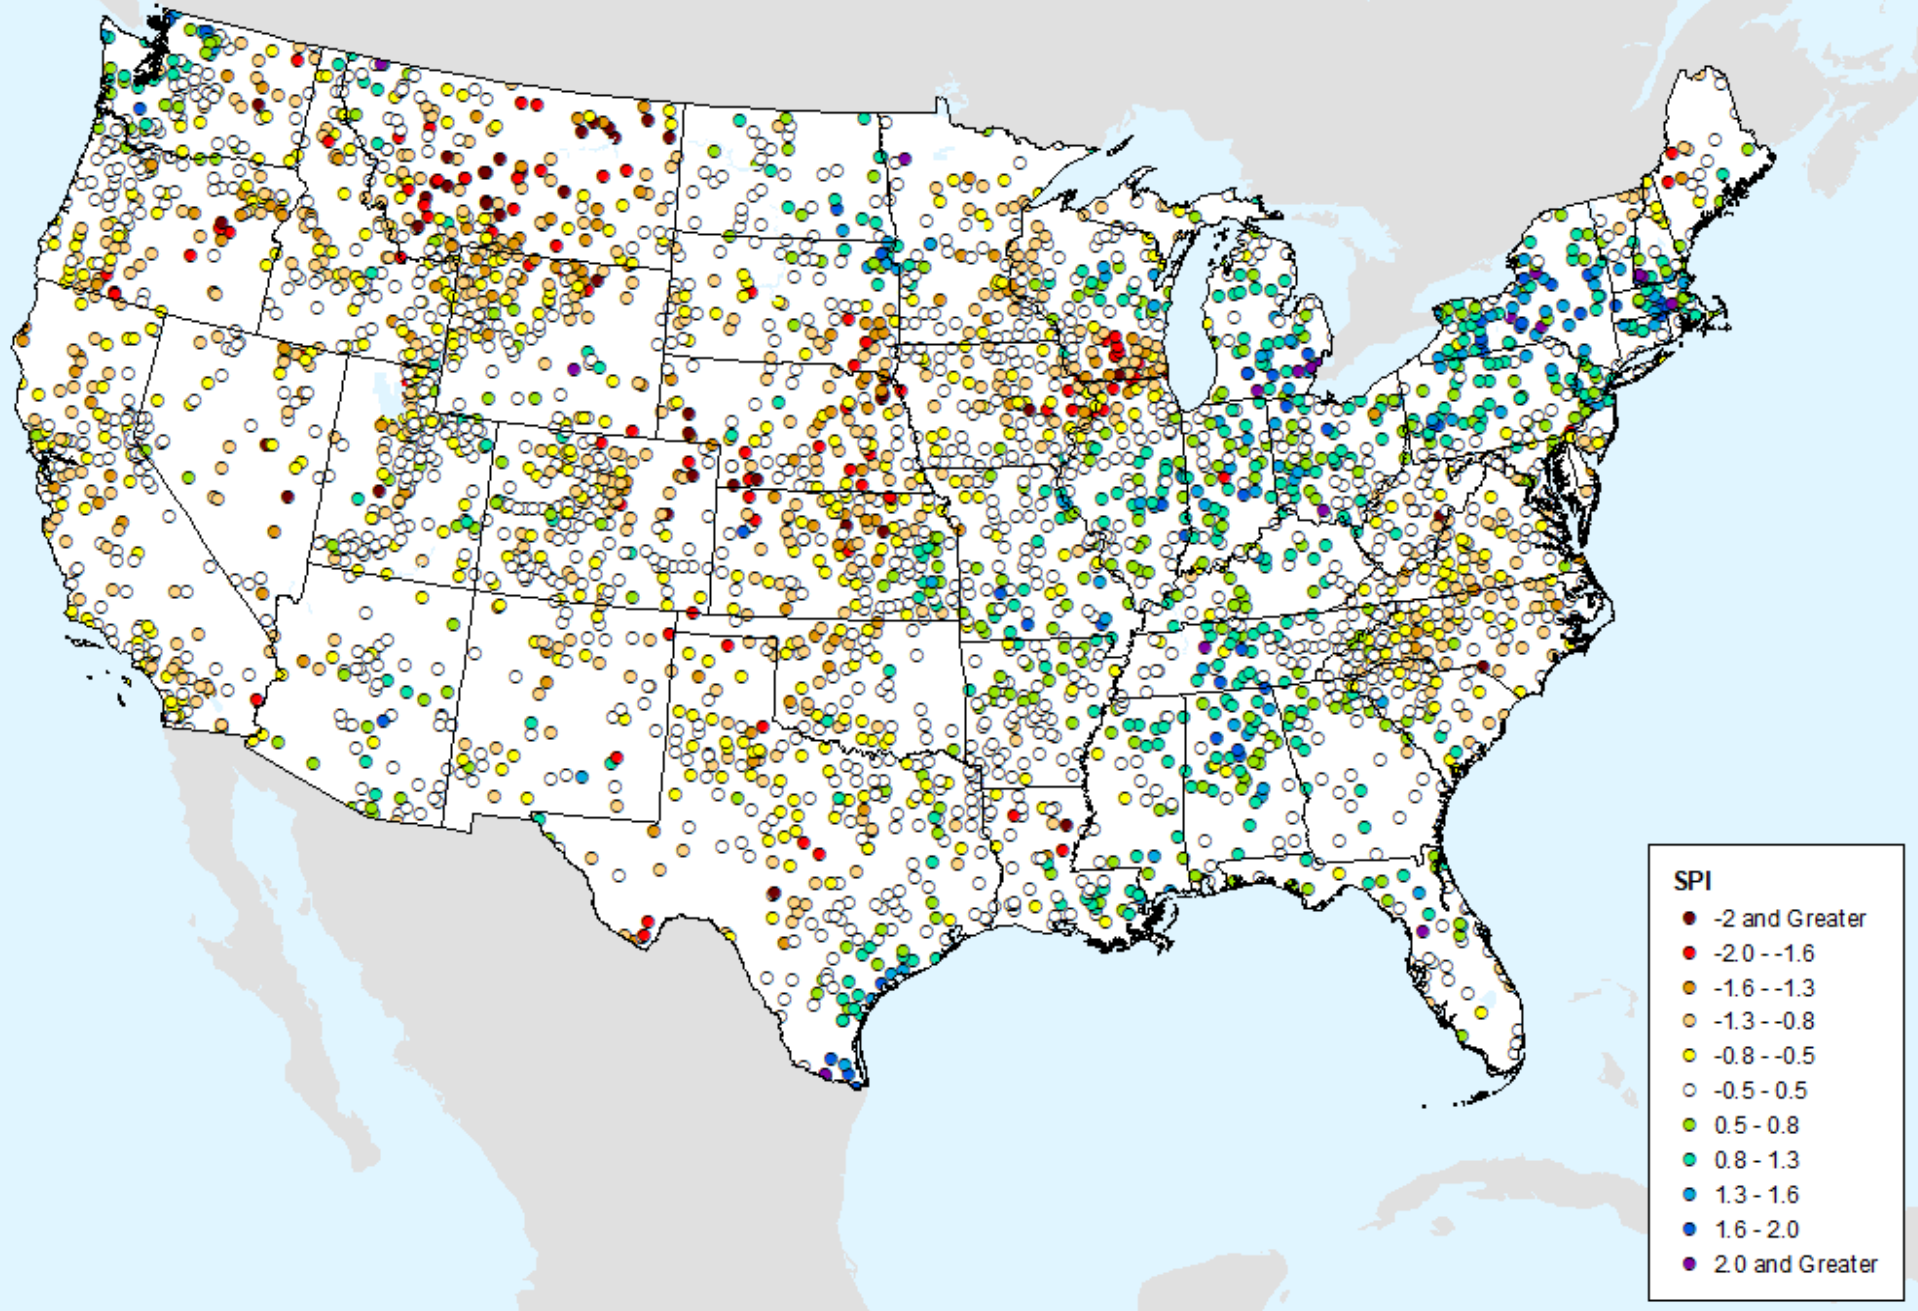 SPI
-2 and Greater
-2.0 - -1.6
-1.6 - -1.3
-1.3 - -0.8
-0.8 - -0.5
-0.5 - 0.5
0.5 - 0.8
0.8 - 1.3
1.3 - 1.6
1.6 - 2.0
2.0 and Greater